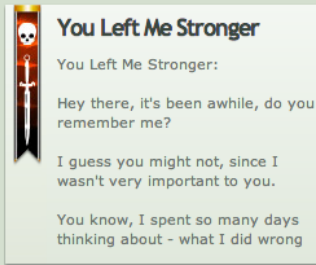 You Left Me Stronger
You Left Me Stronger:
Hey there, it's been awhile, do you
remember me?
I guess you might not, since I
wasn't very important to you.
You know, I spent so many days
thinking about - what I did wrong